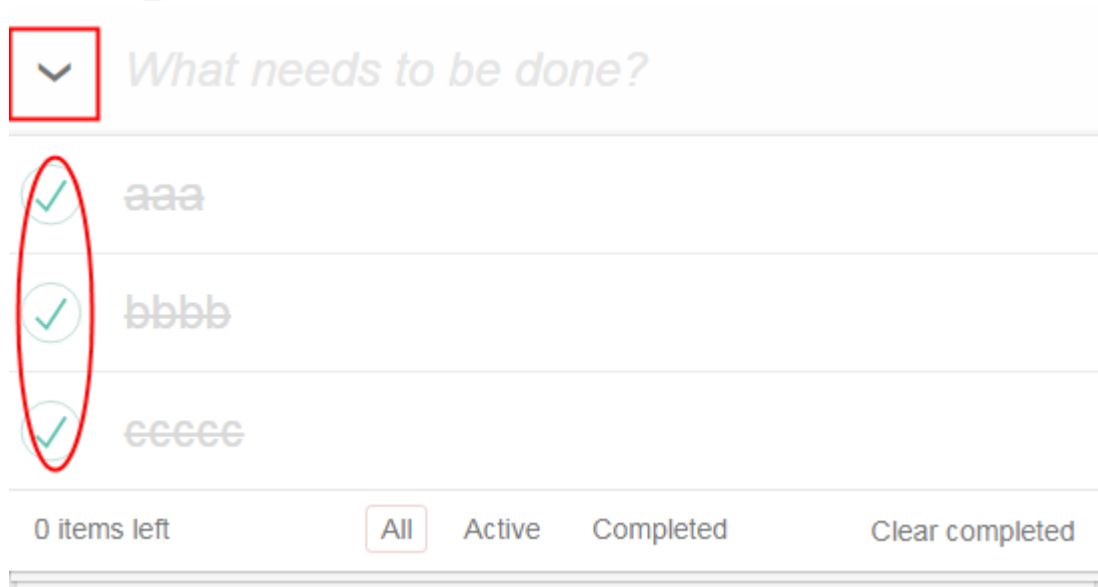 What needs to be done?
aaa
bbbb
ccccc
0 items left All Active Completed Clear completed